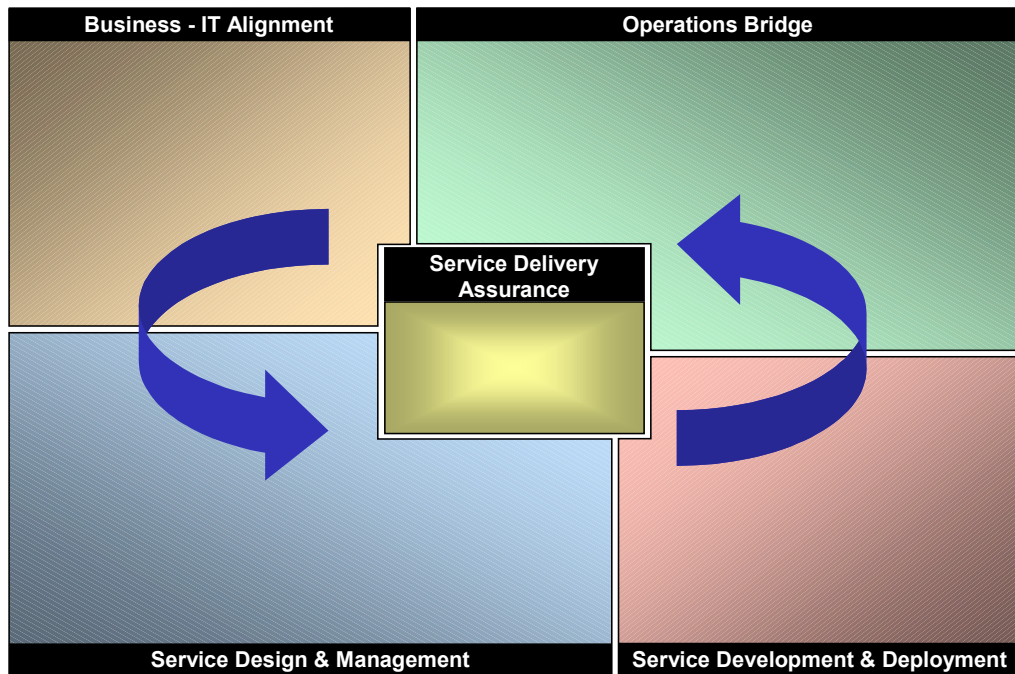 Business - IT Alignment
Operations Bridge
Service Delivery
Assurance
Service Design & Management
Service Development & Deployment